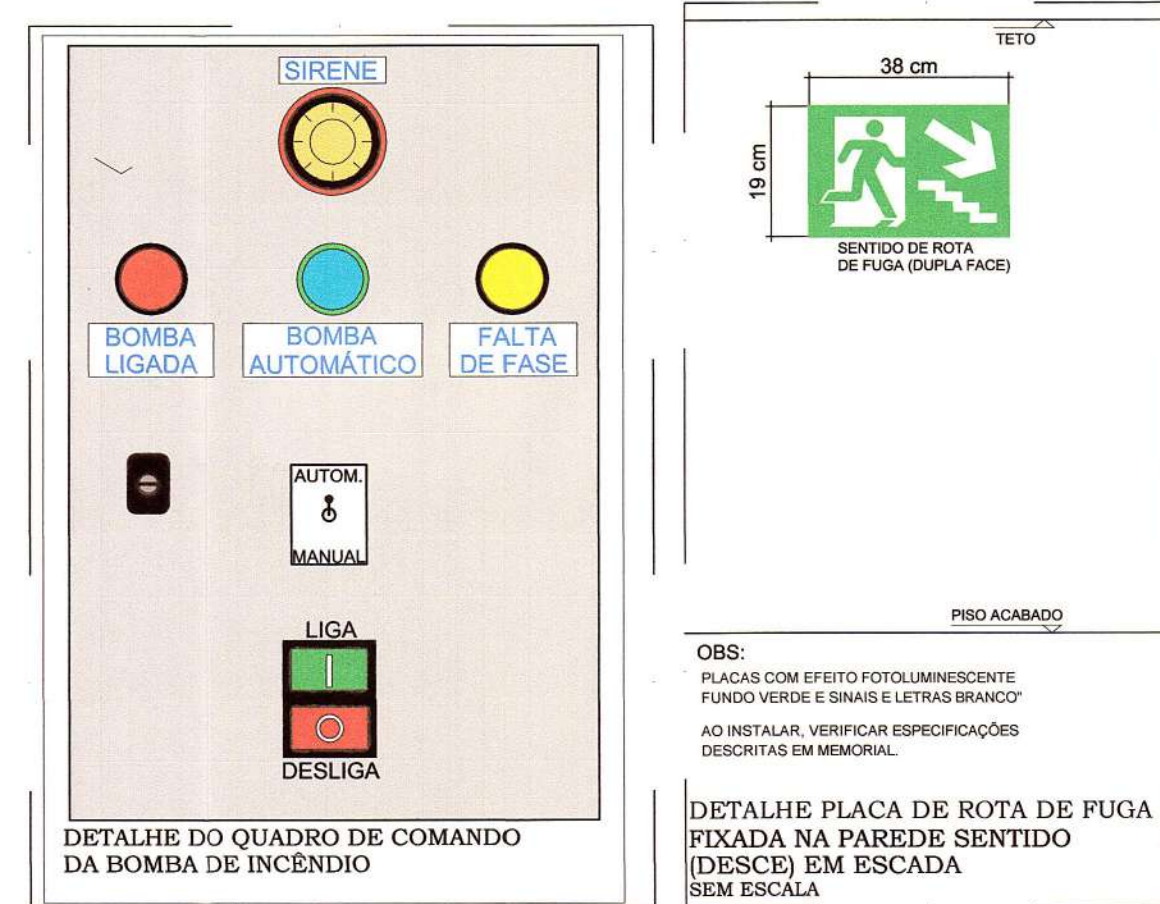 SIRENE
BOMBA
LIGADA
BOMBA
AUTOMÁTICO
FALTA
DE FASE
AUTOM.
MANUAL
LIGA
DESLIGA
DETALHE DO QUADRO DE COMANDO
DA BOMBA DE INCÊNDIO
TETO
38 cm
19 cm
SENTIDO DE ROTA
DE FUGA (DUPLA FACE)
PISO ACABADO
OBS:
PLACAS COM EFEITO FOTOLUMINESCENTE
FUNDO VERDE E SINAIS E LETRAS BRANCO"
AO INSTALAR, VERIFICAR ESPECIFICAÇÕES
DESCRITAS EM MEMORIAL.
DETALHE PLACA DE ROTA DE FUGA
FIXADA NA PAREDE SENTIDO
(DESCE) EM ESCADA
SEM ESCALA